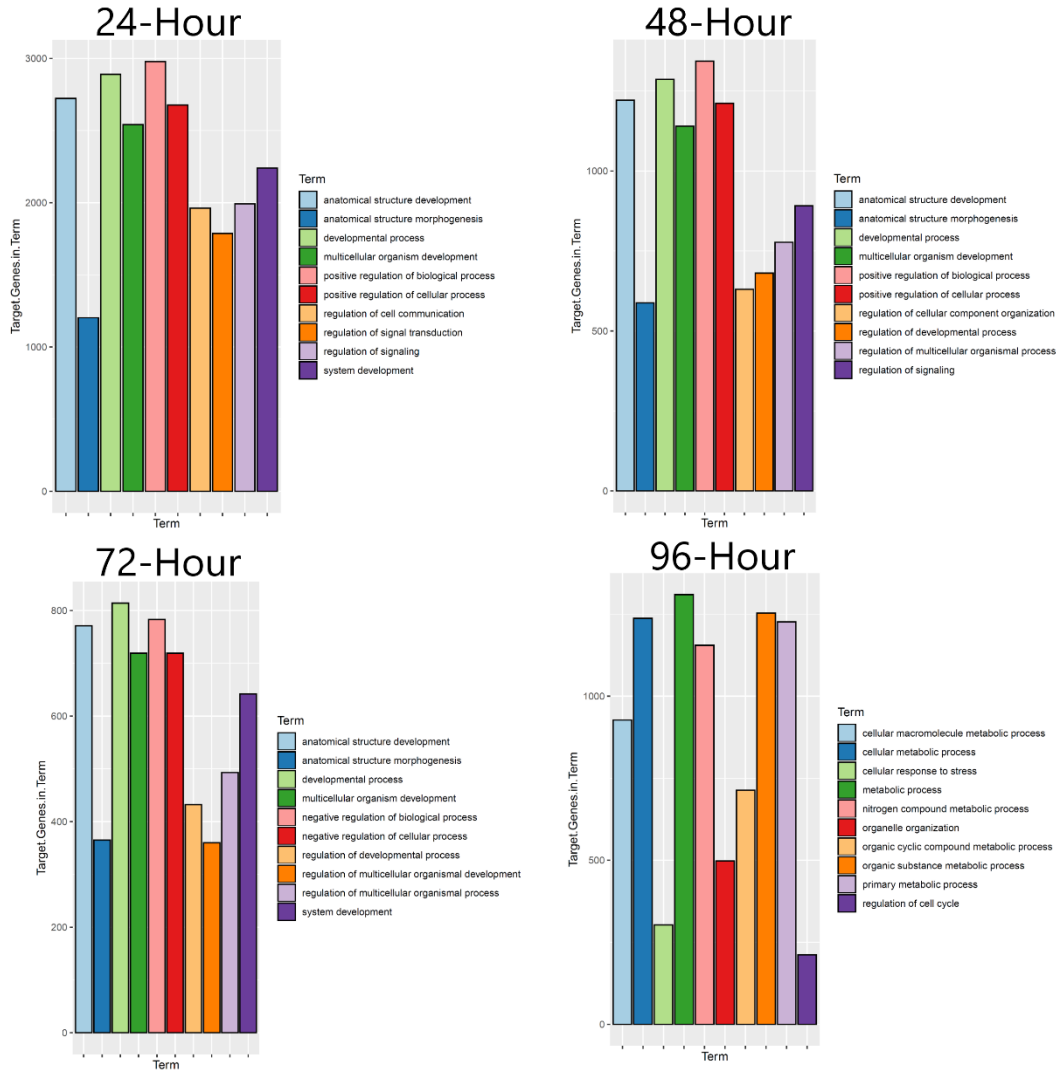 24-Hour
3000
2000
1000
0
Target.Genes.in.Term
Term
Term
anatomical structure development
anatomical structure morphogenesis
developmental process
multicellular organism development
positive regulation of biological process
positive regulation of cellular process
regulation of cell communication
regulation of signal transduction
regulation of signaling
system development
48-Hour
1000
500
0
Target.Genes.in.Term
Term
Term
anatomical structure development
anatomical structure morphogenesis
developmental process
multicellular organism development
positive regulation of biological process
positive regulation of cellular process
regulation of cellular component organization
regulation of developmental process
regulation of multicellular organismal process
regulation of signaling
72-Hour
800
600
400
200
0
Target.Genes.in.Term
Term
Term
anatomical structure development
anatomical structure morphogenesis
developmental process
multicellular organism development
negative regulation of biological process
negative regulation of cellular process
regulation of developmental process
regulation of multicellular organismal development
regulation of multicellular organismal process
system development
96-Hour
1000
500
0
Target.Genes.in.Term
Term
Term
cellular macromolecule metabolic process
cellular metabolic process
cellular response to stress
metabolic process
nitrogen compound metabolic process
organelle organization
organic cyclic compound metabolic process
organic substance metabolic process
primary metabolic process
regulation of cell cycle